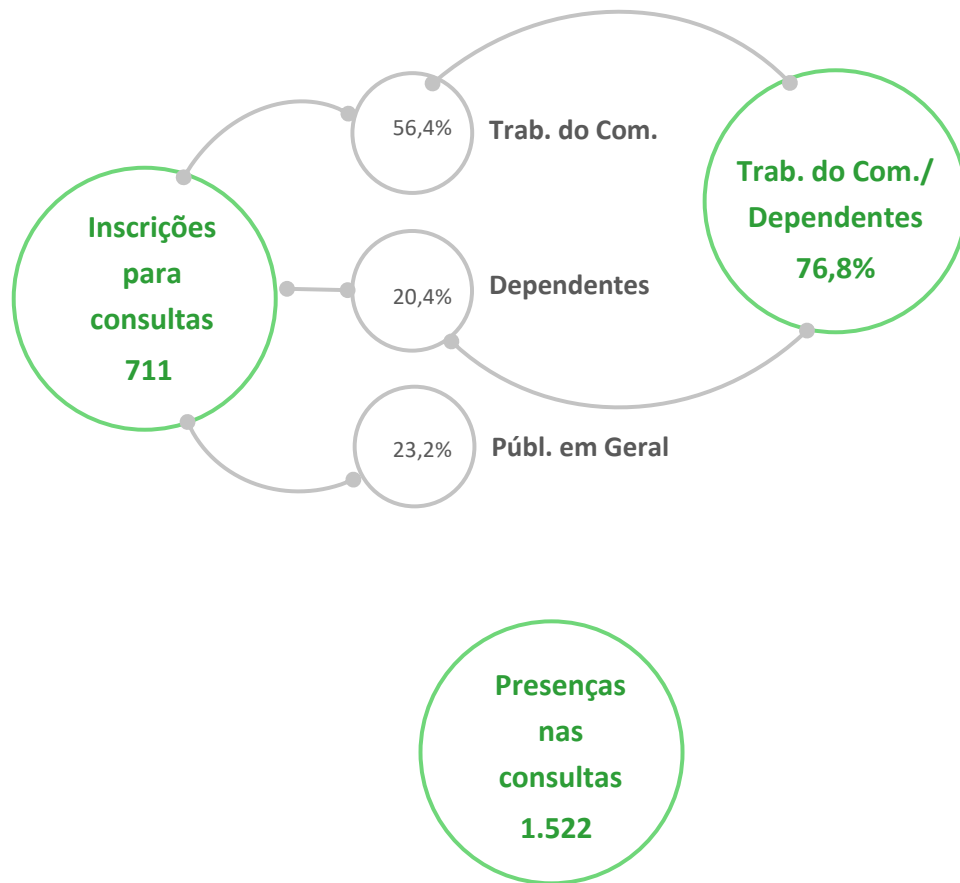 56,4%
Trab. do Com.
Trab. do Com./
Dependentes
76,8%
Inscrições
para
consultas
711
20,4%
Dependentes
23,2%
Públ. em Geral
Presenças
nas
consultas
1.522